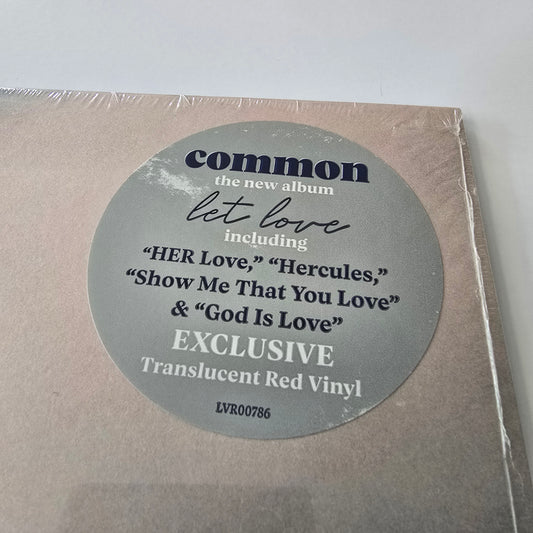 common
the new album
let love
including
“HER Love,” “Hercules,”
“Show Me That You Love”
& “God Is Love”
EXCLUSIVE
Translucent Red Vinyl
LVR00786